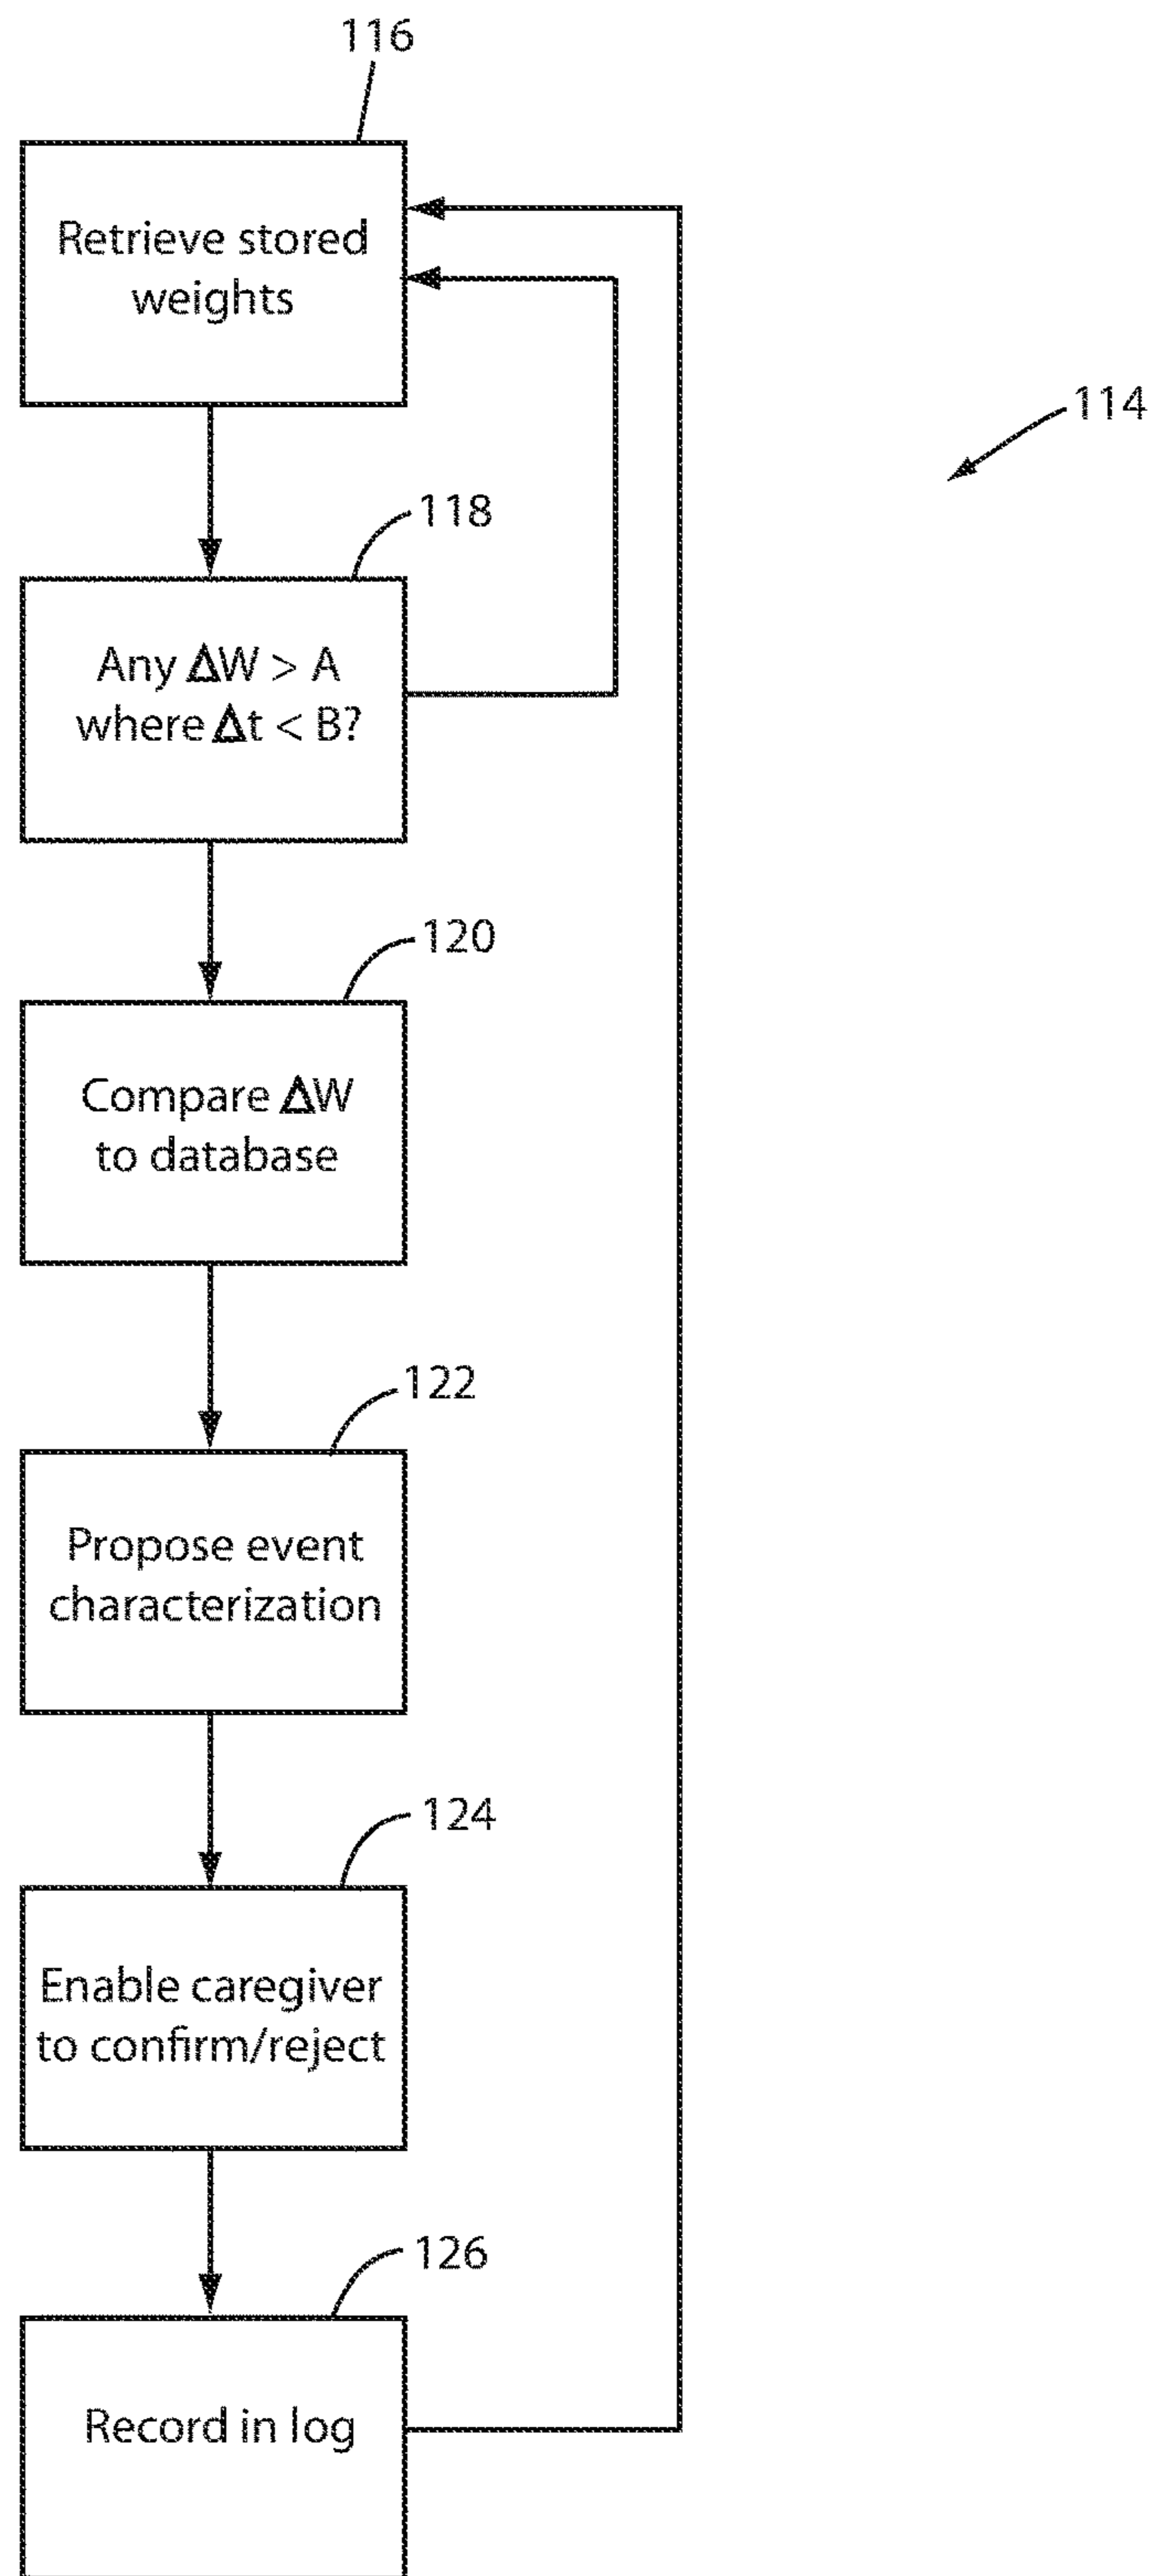 116
Retrieve stored
weights
114
118
Any ΔW > A
where Δt < B?
120
Compare ΔW
to database
122
Propose event
characterization
124
Enable caregiver
to confirm/reject
126
Record in log